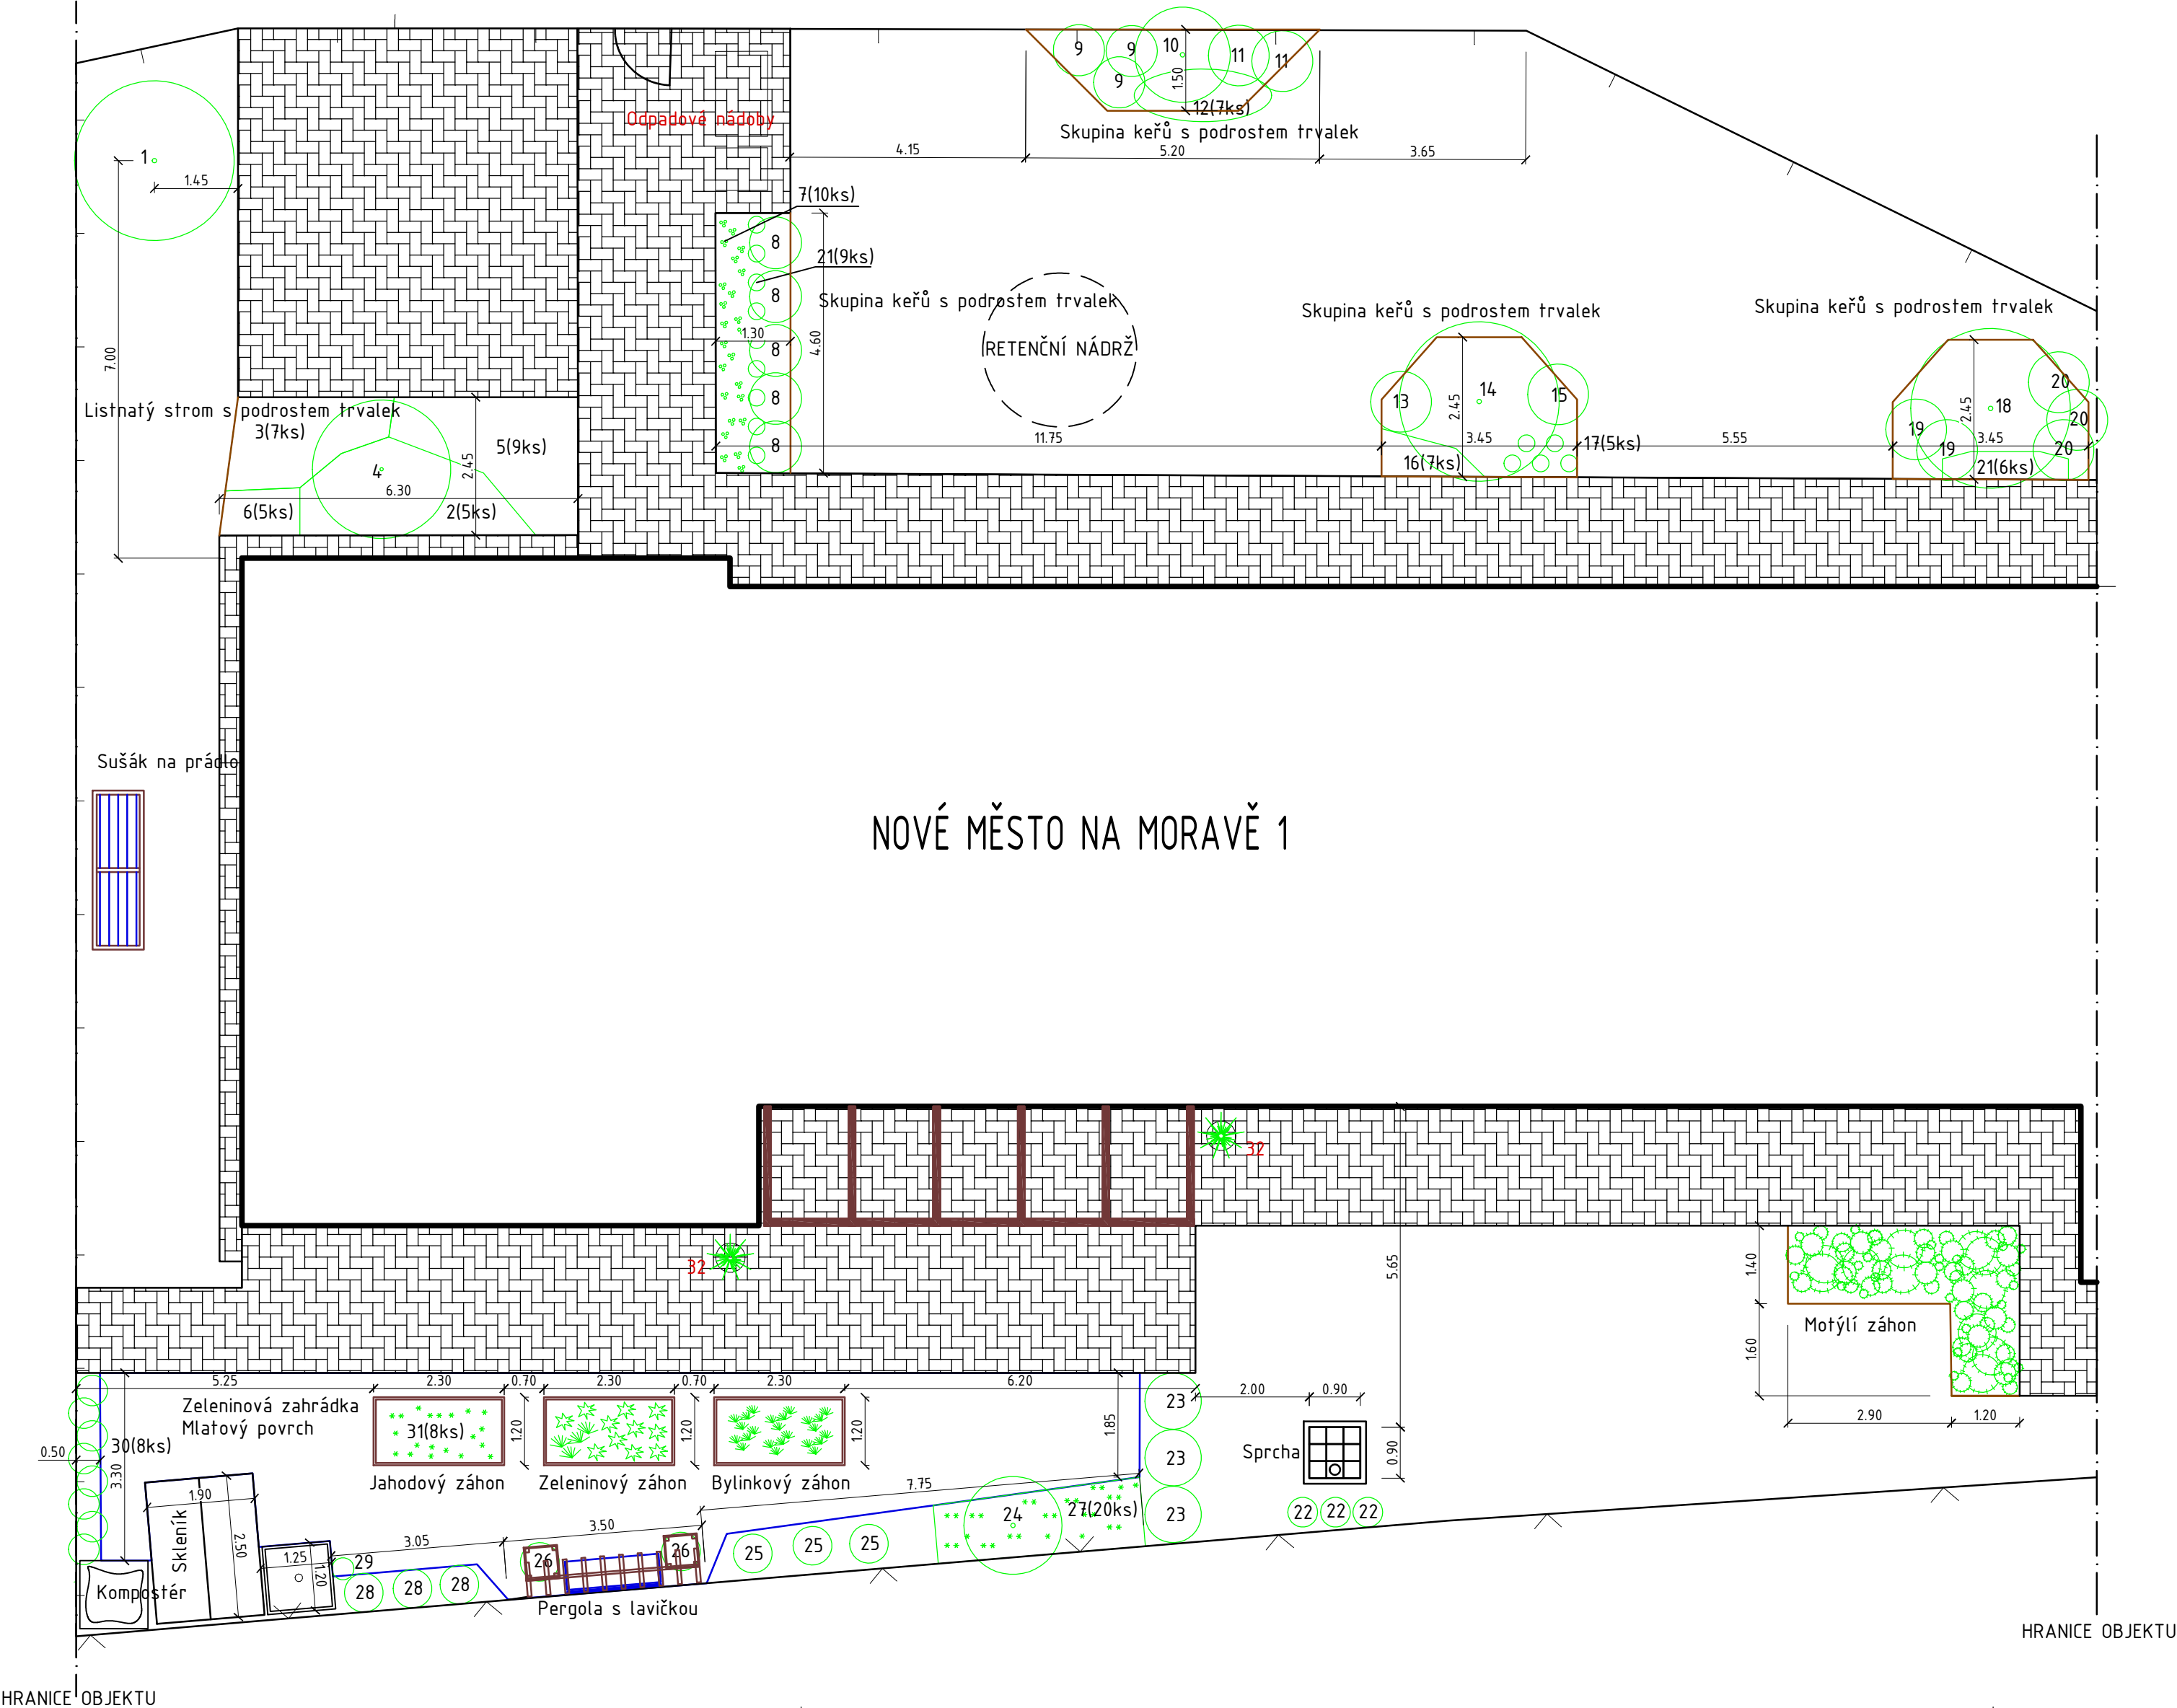 9
9
10
11
11
9
1.50
12(7ks)
Odpadové nádoby
Skupina keřů s podrostem trvalek
4.15
5.20
3.65
1
1.45
7.00
7(10ks)
8
21(9ks)
8
Skupina keřů s podrostem trvalek
1.30
4.60
8
8
8
RETENČNÍ NÁDRŽ
Skupina keřů s podrostem trvalek
Skupina keřů s podrostem trvalek
13
14
15
2.45
11.75
3.45
17(5ks)
16(7ks)
5.55
20
20
20
18
19
19
2.45
3.45
21(6ks)
Listnatý strom s podrostem trvalek
3(7ks)
5(9ks)
4
2.45
6.30
6(5ks)
2(5ks)
Sušák na prádlo
NOVÉ MĚSTO NA MORAVĚ 1
32
32
5.65
1.40
1.60
Motýlí záhon
2.90
1.20
5.25
2.30
0.70
2.30
0.70
2.30
6.20
2.00
0.90
Zeleninová zahrádka
Mlatový povrch
31(8ks)
1.20
1.20
1.20
1.85
23
23
23
0.50
30(8ks)
3.30
Jahodový záhon
Zeleninový záhon
Bylinkový záhon
Sprcha
0.90
7.75
1.90
Skleník
2.50
24
27(20ks)
22
22
22
3.05
3.50
1.25
1.20
29
26
26
25
25
25
28
28
28
Kompostér
Pergola s lavičkou
HRANICE OBJEKTU
HRANICE OBJEKTU